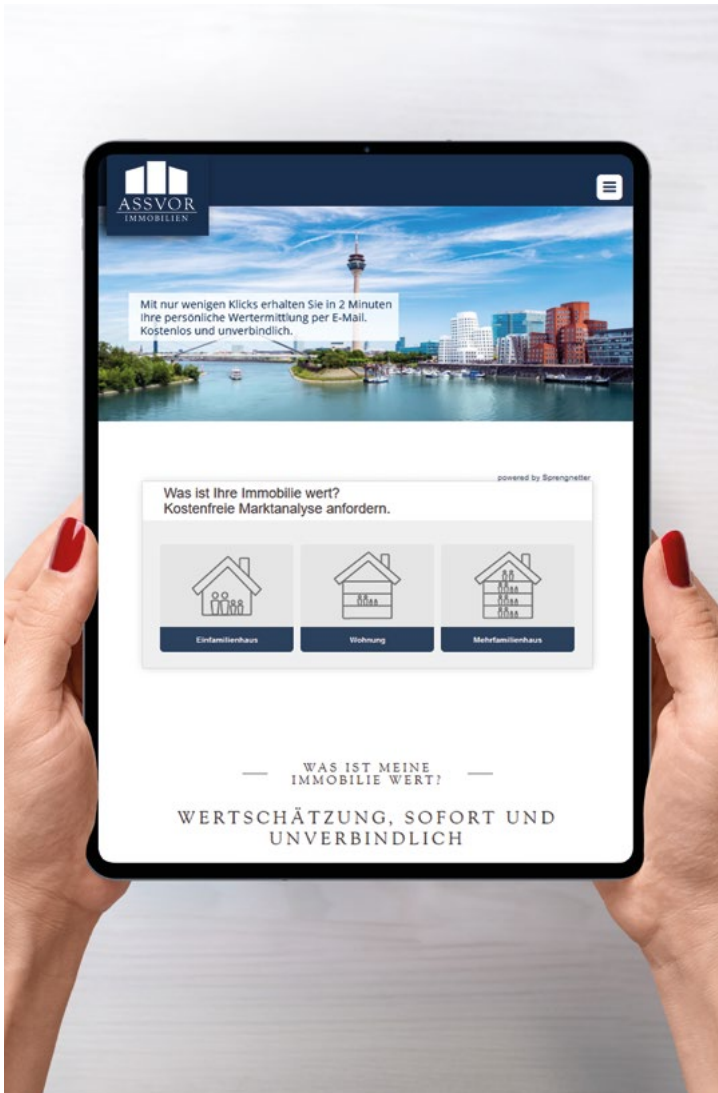 ASSVOR
IMMOBILIEN
Mit nur wenigen Klicks erhalten Sie in 2 Minuten
Ihre persönliche Wertermittlung per E-Mail.
Kostenlos und unverbindlich.
powered by Sprengnetter
Was ist Ihre Immobilie wert?
Kostenfreie Marktanalyse anfordern.
Einfamilienhaus
Wohnung
Mehrfamilienhaus
WAS IST MEINE
IMMOBILIE WERT?
WERTSCHÄTZUNG, SOFORT UND
UNVERBINDLICH